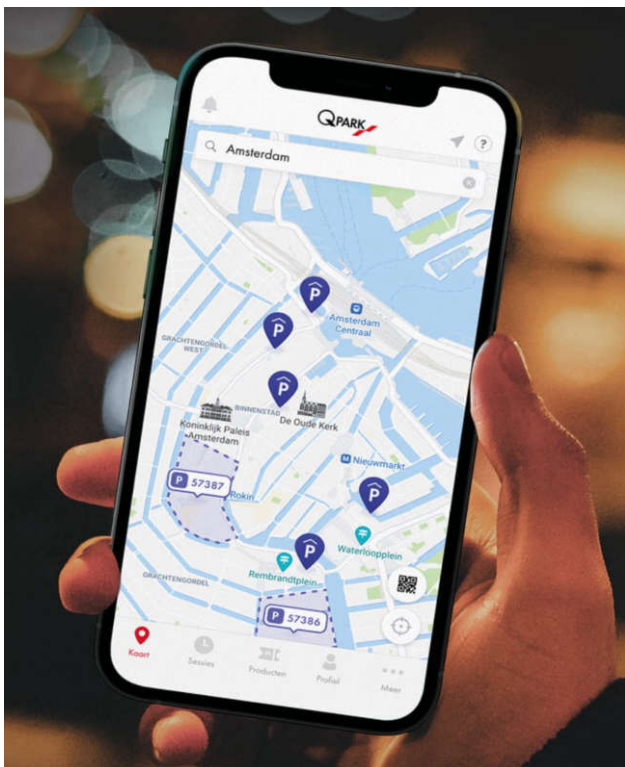 QPARK
?
Amsterdam
Amsterdam
Centraal
GRACHTENGORDEL-
WEST
BINNENSTAD
De Oude Kerk
Koninklijk Paleis
Amsterdam
Nieuwmarkt
P 57387
Rokin
Waterlooplein
Rembrandtplein
GRACHTENGORDEL
P 57386
Kaart
Sessies
Producten
Profiel
Meer
P
P
P
P
P
M